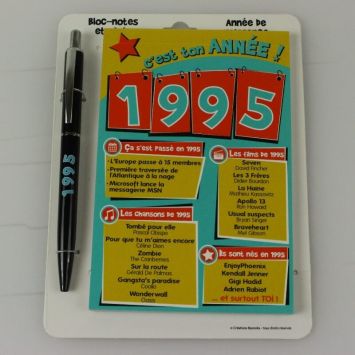 Bloc-notes
Année de
c'est ton ANNÉE !
1995
1995
Ça s'est passé en 1995
- L'Europe passe à 15 membres
- Première traversée de
l'Atlantique à la nage
- Microsoft lance la
messagerie MSN
Les films de 1995
Seven
David Fincher
Les 3 Frères
Didier Bourdon
La Haine
Mathieu Kassovitz
Apollo 13
Ron Howard
Usual suspects
Bryan Singer
Braveheart
Mel Gibson
Les chansons de 1995
Tombé pour elle
Pascal Obispo
Pour que tu m'aimes encore
Céline Dion
Zombie
The Cranberries
Sur la route
Gérald De Palmas
Gangsta's paradise
Coolio
Wonderwall
Oasis
Ils sont nés en 1995
EnjoyPhoenix
Kendall Jenner
Gigi Hadid
Adrien Rabiot
... et surtout TOI !